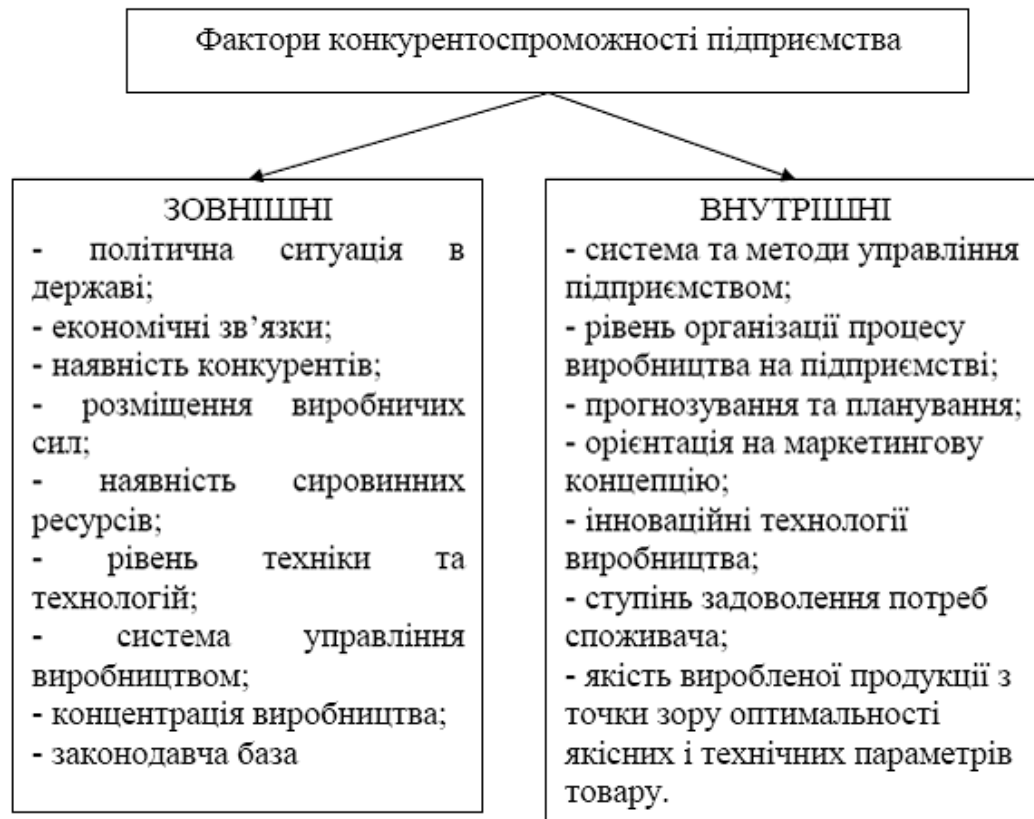 Фактори конкурентоспроможності підприємства
ЗОВНІШНІ
- політична ситуація в
державі;
- економічні зв’язки;
- наявність конкурентів;
- розміщення виробничих
сил;
- наявність сировинних
ресурсів;
- рівень техніки та
технологій;
- система управління
виробництвом;
- концентрація виробництва;
- законодавча база
ВНУТРІШНІ
- система та методи управління
підприємством;
- рівень організації процесу
виробництва на підприємстві;
- прогнозування та планування;
- орієнтація на маркетингову
концепцію;
- інноваційні технології
виробництва;
- ступінь задоволення потреб
споживача;
- якість виробленої продукції з
точки зору оптимальності
якісних і технічних параметрів
товару.